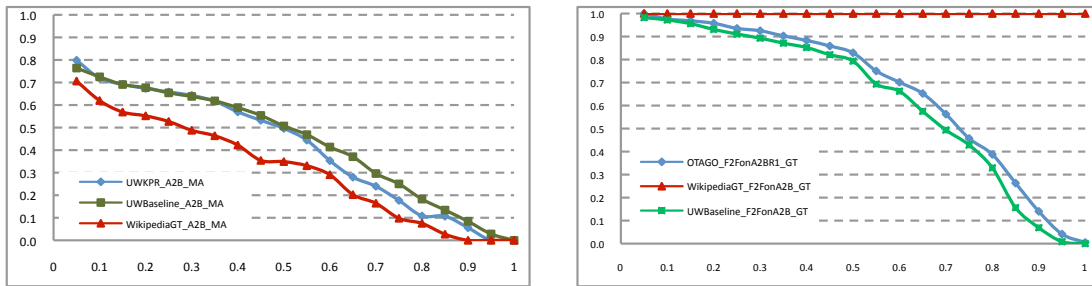 1.0
0.9
0.8
0.7
0.6
0.5
0.4
0.3
0.2
0.1
0.0
UWKPR_A2B_MA
UWBaseline_A2B_MA
WikipediaGT_A2B_MA
0 0.1 0.2 0.3 0.4 0.5 0.6 0.7 0.8 0.9 1
1.0
0.9
0.8
0.7
0.6
0.5
0.4
0.3
0.2
0.1
0.0
OTAGO_F2FonA2BR1_GT
WikipediaGT_F2FonA2B_GT
UWBaseline_F2FonA2B_GT
0 0.1 0.2 0.3 0.4 0.5 0.6 0.7 0.8 0.9 1